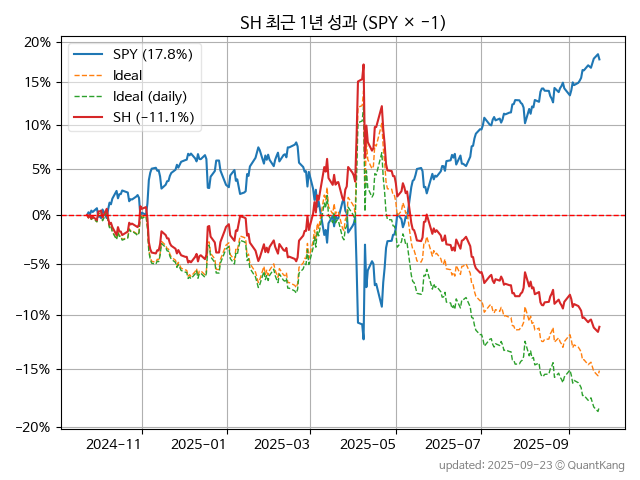 SH 최근 1년 성과 (SPY × −1)
20%
15%
10%
5%
0%
−5%
−10%
−15%
−20%
SPY (17.8%)
Ideal
Ideal (daily)
SH (−11.1%)
2024-11
2025-01
2025-03
2025-05
2025-07
2025-09
updated: 2025-09-23 © QuantKang